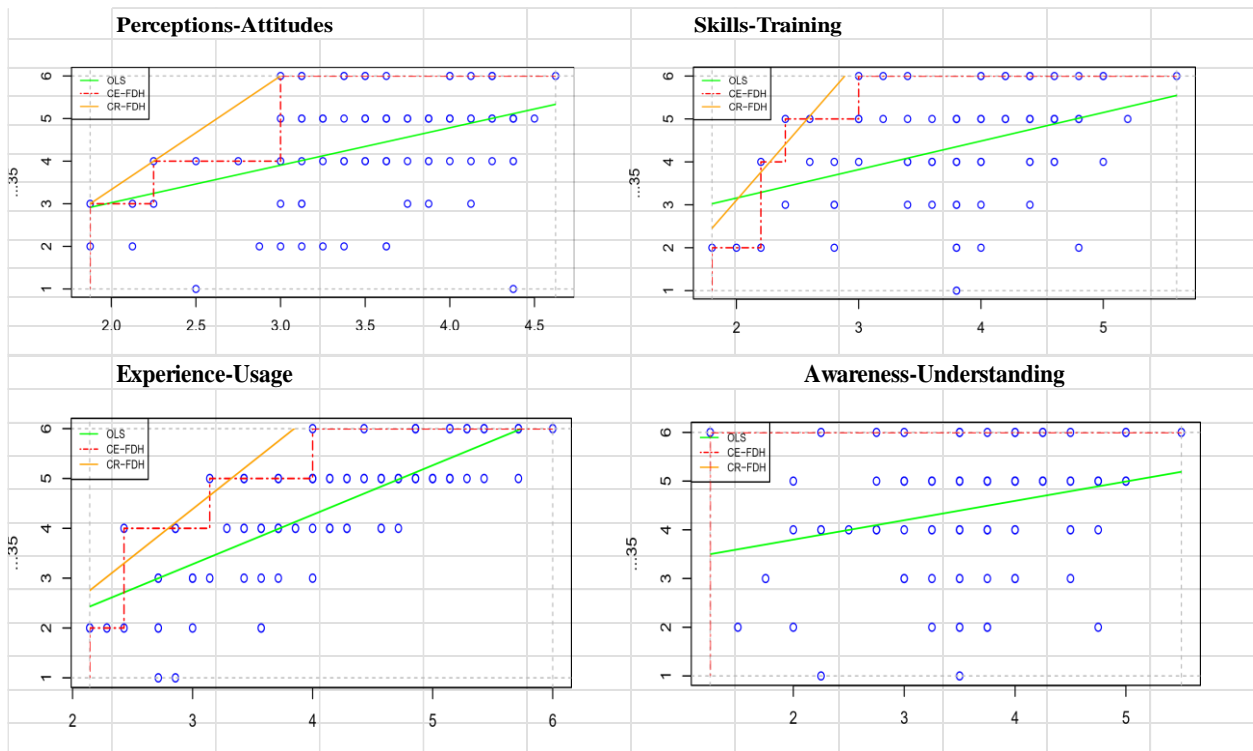 Perceptions-Attitudes
OLS
CE-FDH
CR-FDH
6
5
4
3
2
1
...35
2.0 2.5 3.0 3.5 4.0 4.5
Skills-Training
OLS
CE-FDH
CR-FDH
6
5
4
3
2
1
...35
2 3 4 5
Experience-Usage
OLS
CE-FDH
CR-FDH
6
5
4
3
2
1
...35
2 3 4 5 6
Awareness-Understanding
OLS
CE-FDH
CR-FDH
6
5
4
3
2
1
...35
2 3 4 5